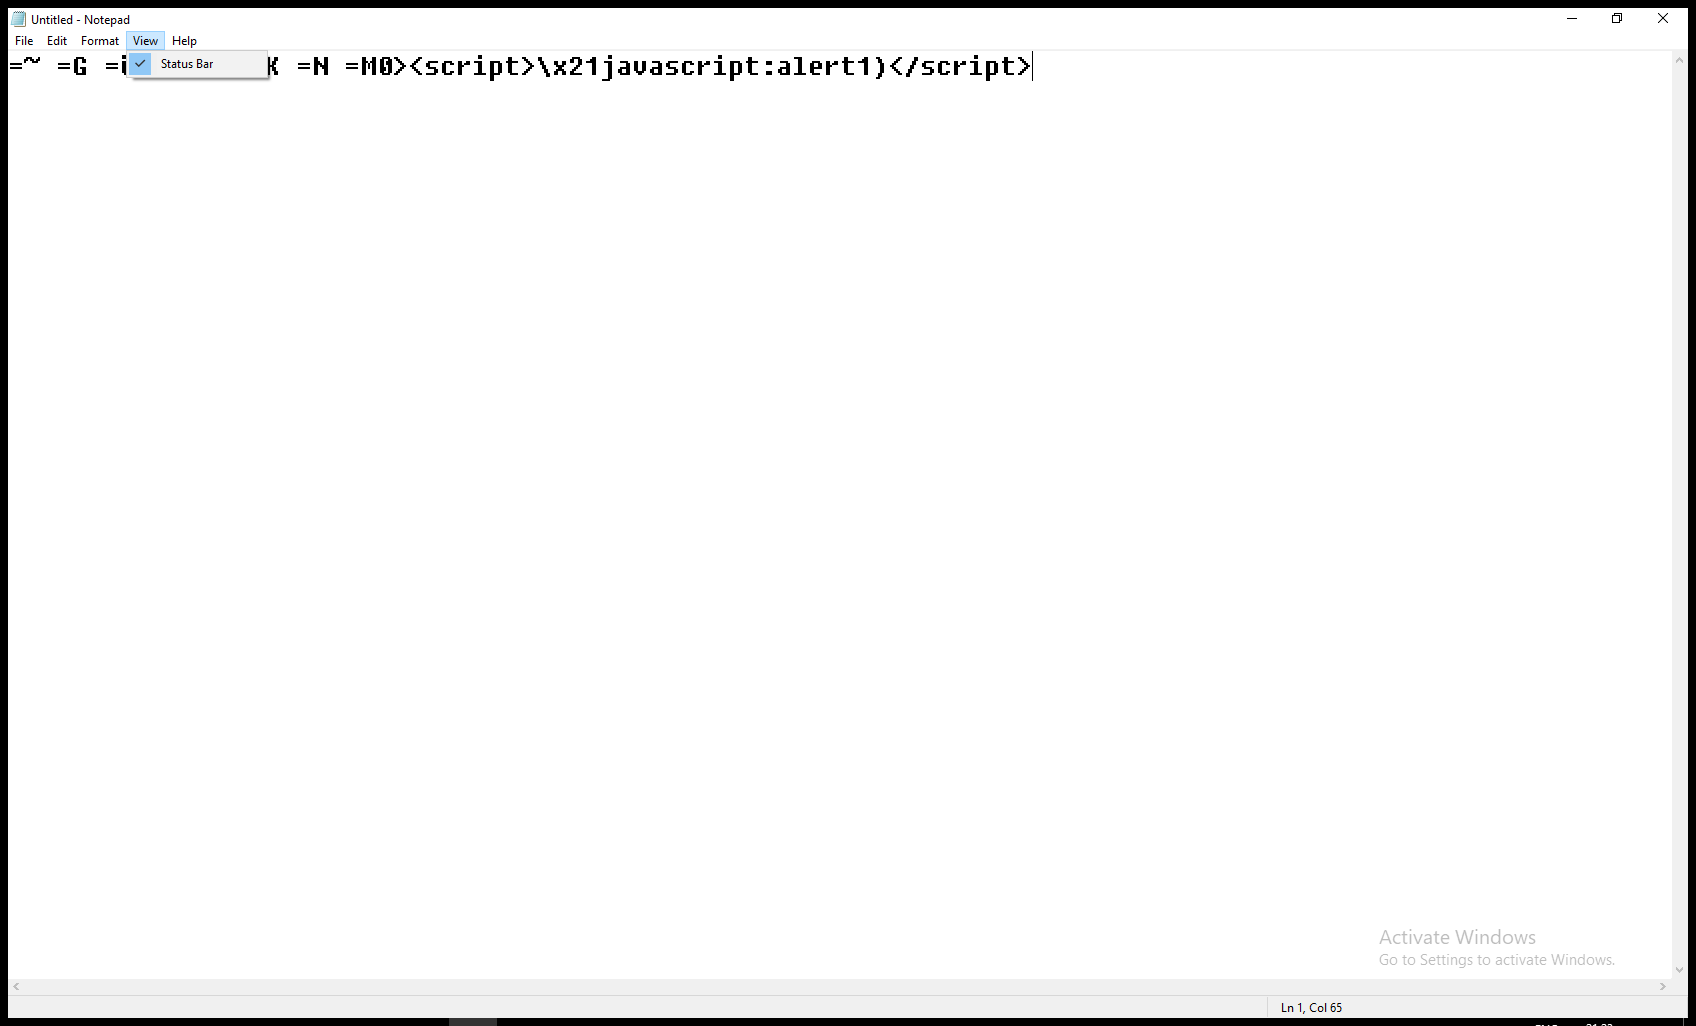 Untitled - Notepad
File Edit Format View Help
Status Bar
=~ =G =i =N =M0><script>\x21javascript:alert1)</script>
Activate Windows
Go to Settings to activate Windows.
Ln 1, Col 65